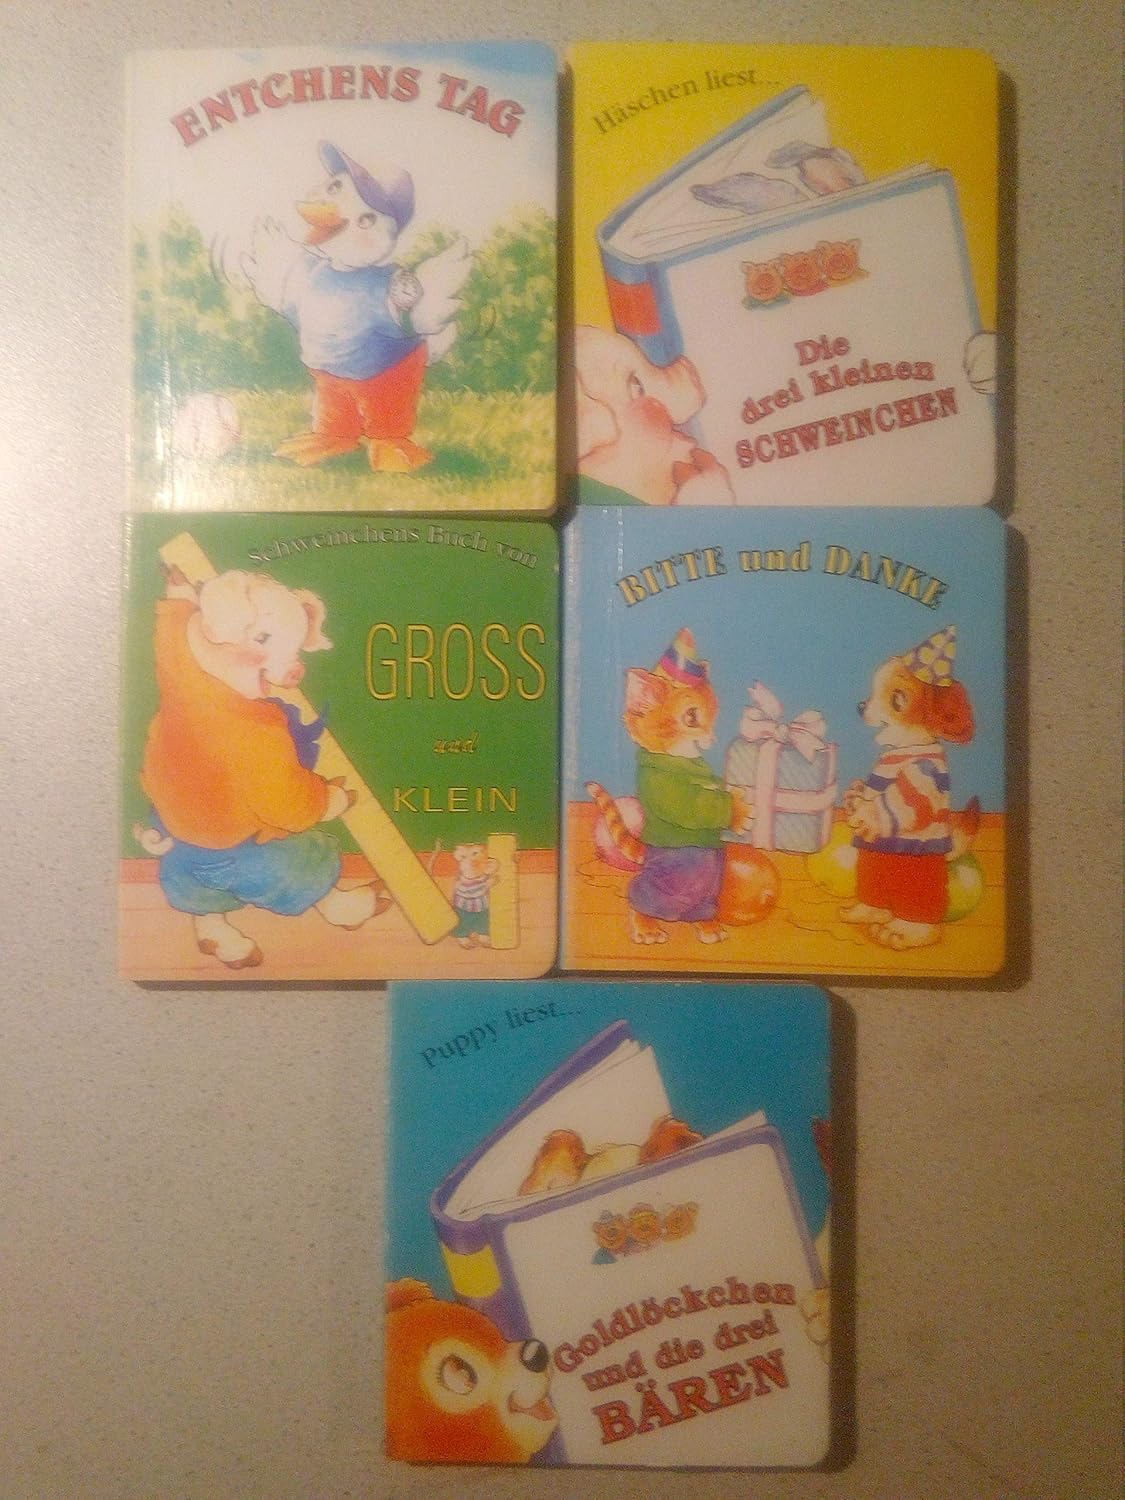 ENTCHENS TAG
Häschen liest...
Die
drei kleinen
SCHWEINCHEN
Schweinchens Buch von
GROSS
und
KLEIN
BITTE und DANKE
Puppy liest...
Goldlöckchen
und die drei
BÄREN